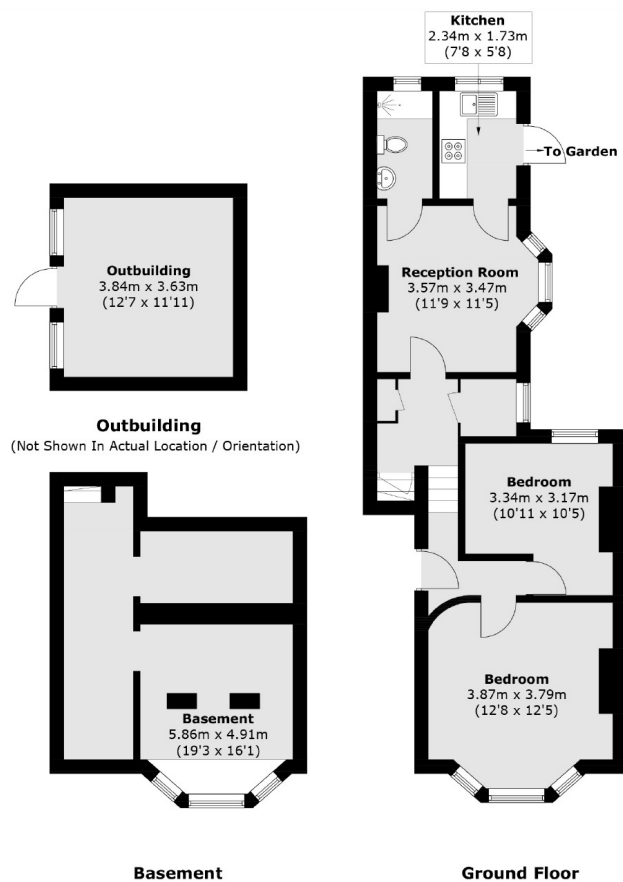 Kitchen
2.34m x 1.73m
(7'8 x 5'8)
To Garden
Outbuilding
3.84m x 3.63m
(12'7 x 11'11)
Reception Room
3.57m x 3.47m
(11'9 x 11'5)
Outbuilding
(Not Shown In Actual Location / Orientation)
Bedroom
3.34m x 3.17m
(10'11 x 10'5)
Bedroom
3.87m x 3.79m
(12'8 x 12'5)
Basement
5.86m x 4.91m
(19'3 x 16'1)
Basement
Ground Floor